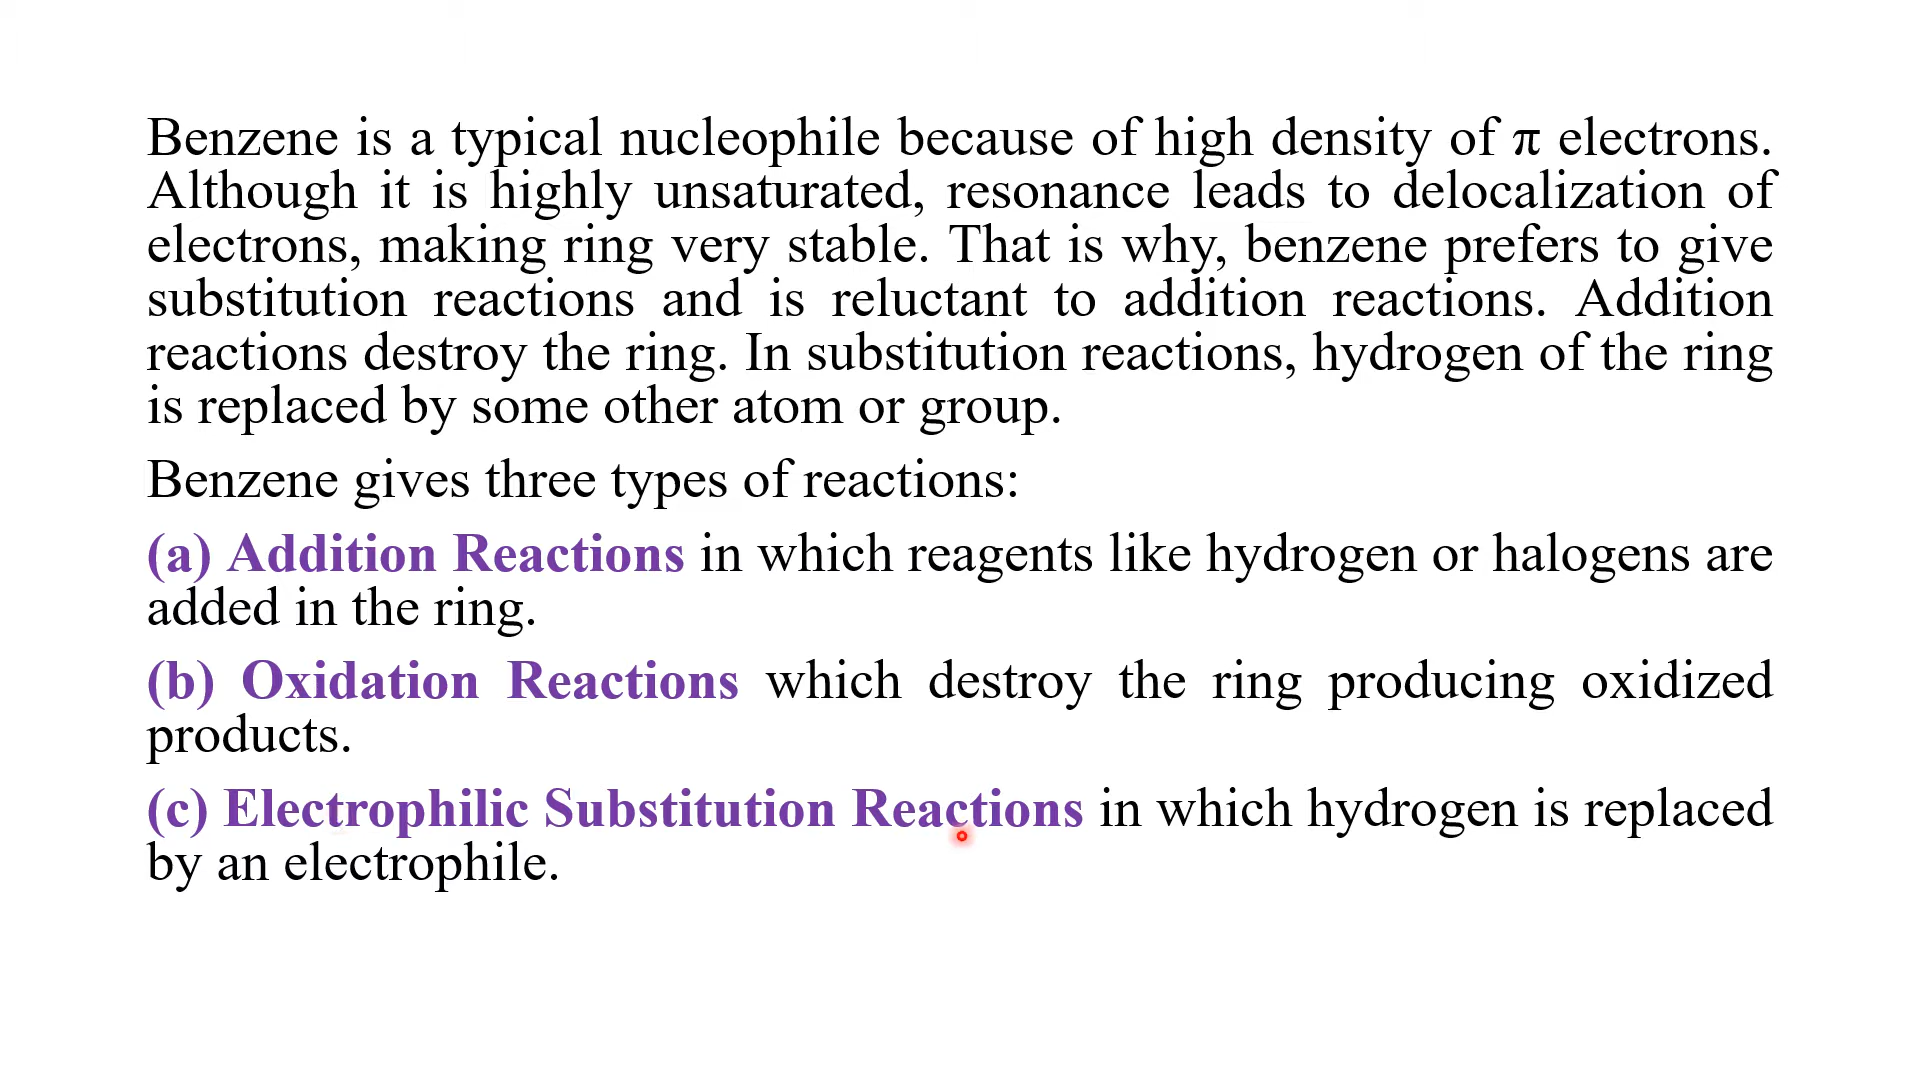 Benzene is a typical nucleophile because of high density of π electrons.
Although it is highly unsaturated, resonance leads to delocalization of
electrons, making ring very stable. That is why, benzene prefers to give
substitution reactions and is reluctant to addition reactions. Addition
reactions destroy the ring. In substitution reactions, hydrogen of the ring
is replaced by some other atom or group.
Benzene gives three types of reactions:
(a) Addition Reactions in which reagents like hydrogen or halogens are
added in the ring.
(b) Oxidation Reactions which destroy the ring producing oxidized
products.
(c) Electrophilic Substitution Reactions in which hydrogen is replaced
by an electrophile.